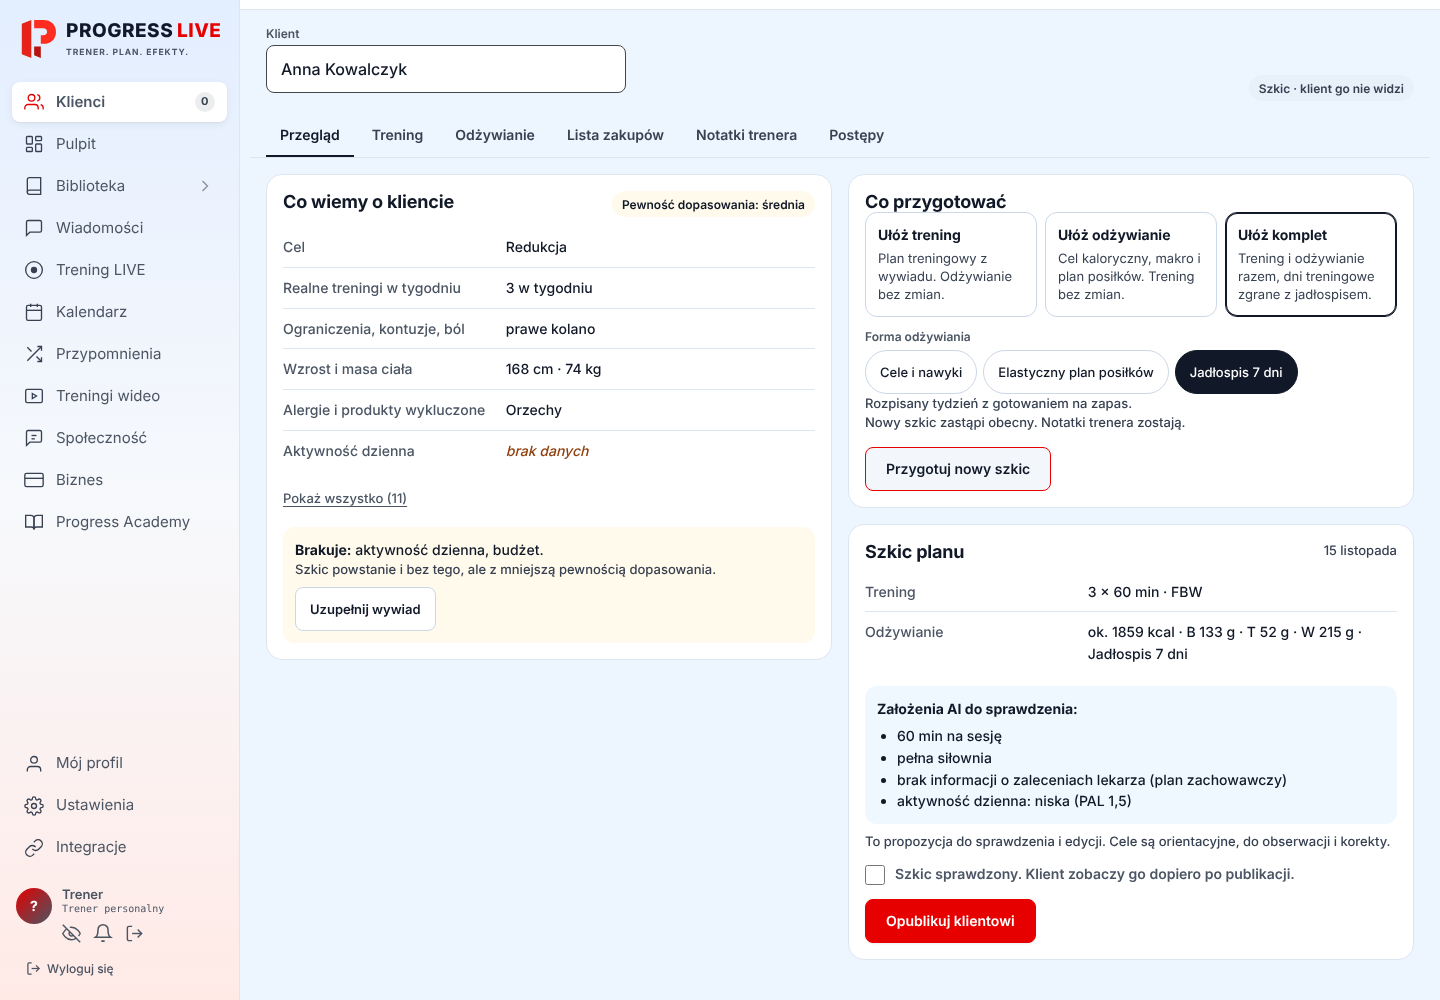 PROGRESS LIVE
TRENER. PLAN. EFEKTY.
Klienci 0
Pulpit
Biblioteka
Wiadomości
Trening LIVE
Kalendarz
Przypomnienia
Treningi wideo
Społeczność
Biznes
Progress Academy
Mój profil
Ustawienia
Integracje
?
Trener
Trener personalny
Wyloguj się
Klient
Anna Kowalczyk
Szkic · klient go nie widzi
Przegląd Trening Odżywianie Lista zakupów Notatki trenera Postępy
Co wiemy o kliencie
Pewność dopasowania: średnia
Cel Redukcja
Realne treningi w tygodniu 3 w tygodniu
Ograniczenia, kontuzje, ból prawe kolano
Wzrost i masa ciała 168 cm · 74 kg
Alergie i produkty wykluczone Orzechy
Aktywność dzienna brak danych
Pokaż wszystko (11)
Brakuje: aktywność dzienna, budżet.
Szkic powstanie i bez tego, ale z mniejszą pewnością dopasowania.
Uzupełnij wywiad
Co przygotować
Ułóż trening
Plan treningowy z
wywiadu. Odżywianie
bez zmian.
Ułóż odżywianie
Cel kaloryczny, makro i
plan posiłków. Trening
bez zmian.
Ułóż komplet
Trening i odżywianie
razem, dni treningowe
zgrane z jadłospisem.
Forma odżywiania
Cele i nawyki Elastyczny plan posiłków Jadłospis 7 dni
Rozpisany tydzień z gotowaniem na zapas.
Nowy szkic zastąpi obecny. Notatki trenera zostają.
Przygotuj nowy szkic
Szkic planu 15 listopada
Trening 3 × 60 min · FBW
Odżywianie ok. 1859 kcal · B 133 g · T 52 g · W 215 g ·
Jadłospis 7 dni
Założenia AI do sprawdzenia:
• 60 min na sesję
• pełna siłownia
• brak informacji o zaleceniach lekarza (plan zachowawczy)
• aktywność dzienna: niska (PAL 1,5)
To propozycja do sprawdzenia i edycji. Cele są orientacyjne, do obserwacji i korekty.
Szkic sprawdzony. Klient zobaczy go dopiero po publikacji.
Opublikuj klientowi